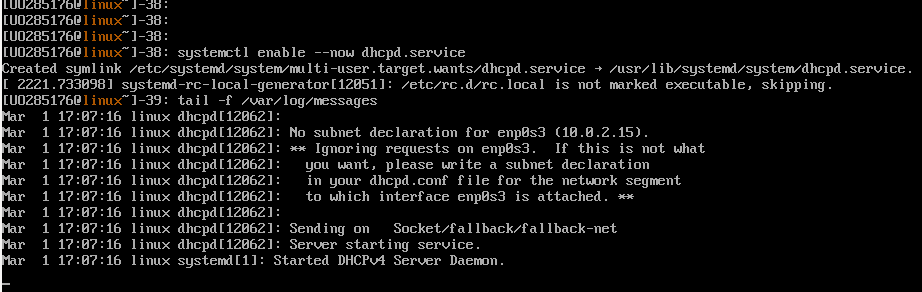 [UO285176@linux~]-38:
[UO285176@linux~]-38:
[UO285176@linux~]-38:
[UO285176@linux~]-38: systemctl enable --now dhcpd.service
Created symlink /etc/systemd/system/multi-user.target.wants/dhcpd.service → /usr/lib/systemd/system/dhcpd.service.
[ 2221.733098] systemd-rc-local-generator[12051]: /etc/rc.d/rc.local is not marked executable, skipping.
[UO285176@linux~]-39: tail -f /var/log/messages
Mar  1 17:07:16 linux dhcpd[12062]:
Mar  1 17:07:16 linux dhcpd[12062]: No subnet declaration for enp0s3 (10.0.2.15).
Mar  1 17:07:16 linux dhcpd[12062]: ** Ignoring requests on enp0s3.  If this is not what
Mar  1 17:07:16 linux dhcpd[12062]:   you want, please write a subnet declaration
Mar  1 17:07:16 linux dhcpd[12062]:   in your dhcpd.conf file for the network segment
Mar  1 17:07:16 linux dhcpd[12062]:   to which interface enp0s3 is attached. **
Mar  1 17:07:16 linux dhcpd[12062]:
Mar  1 17:07:16 linux dhcpd[12062]: Sending on   Socket/fallback/fallback-net
Mar  1 17:07:16 linux dhcpd[12062]: Server starting service.
Mar  1 17:07:16 linux systemd[1]: Started DHCPv4 Server Daemon.